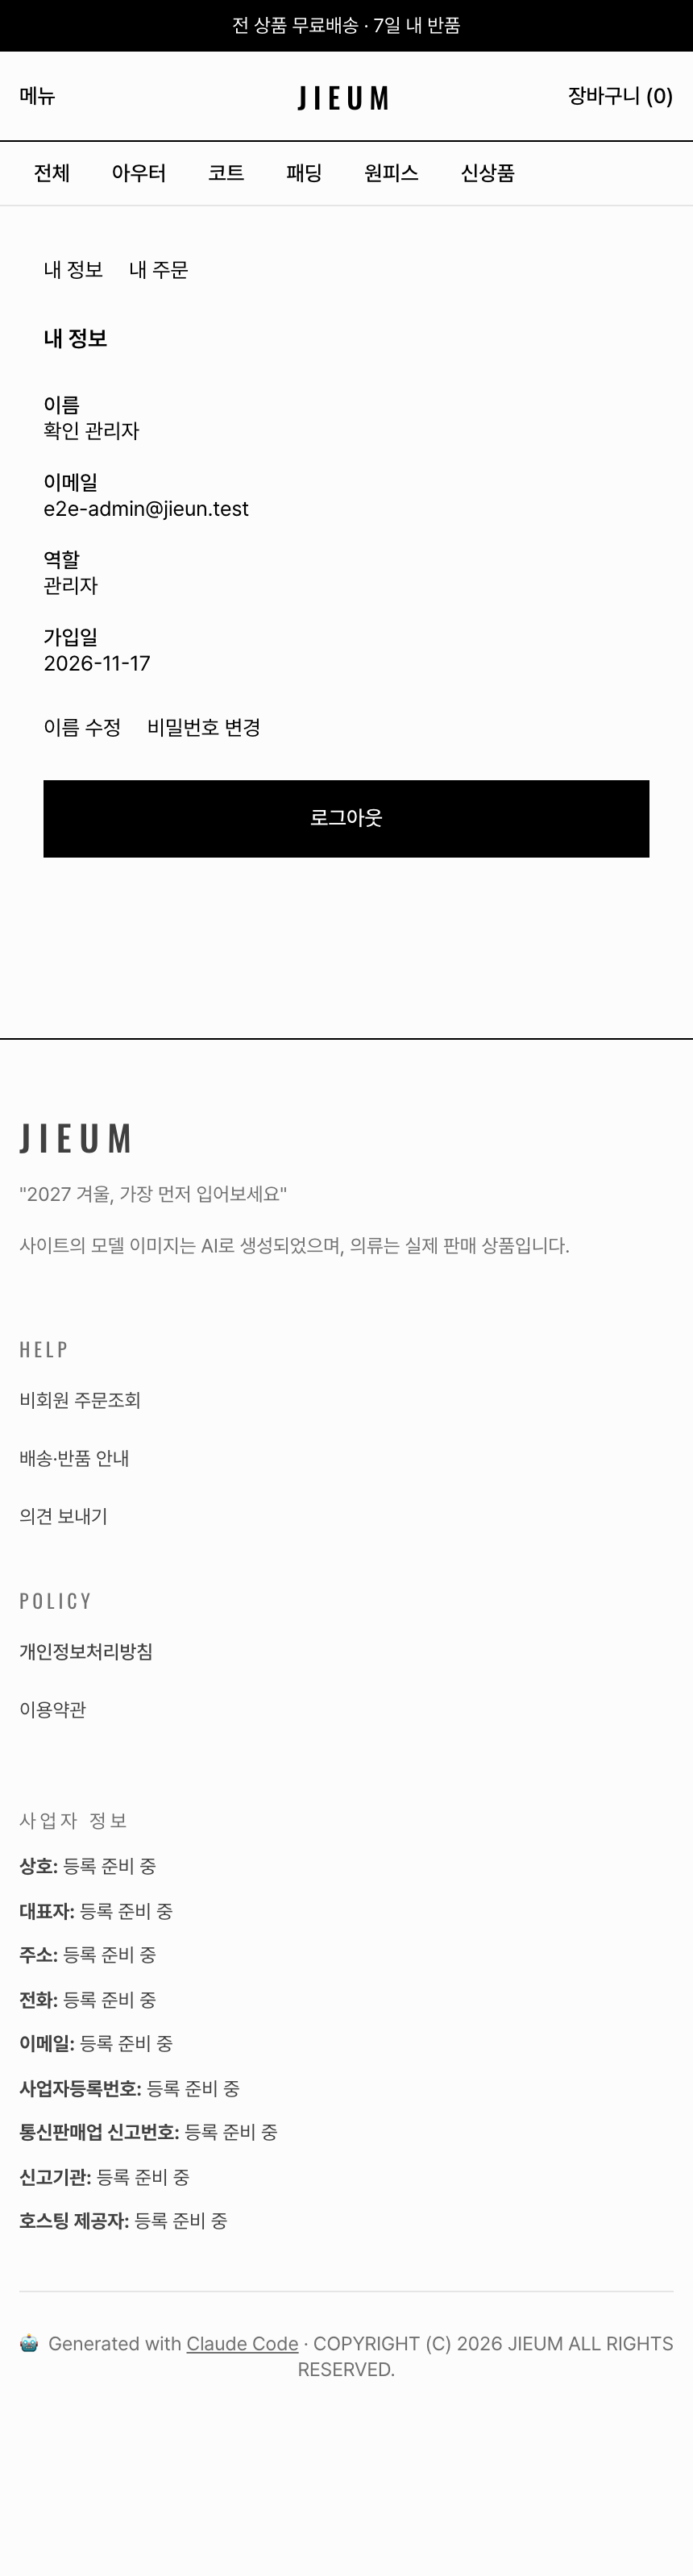 전 상품 무료배송 · 7일 내 반품
메뉴
JIEUM
장바구니 (0)
전체 아우터 코트 패딩 원피스 신상품
내 정보 내 주문
내 정보
이름
확인 관리자
이메일
e2e-admin@jieun.test
역할
관리자
가입일
2026-11-17
이름 수정 비밀번호 변경
로그아웃
JIEUM
"2027 겨울, 가장 먼저 입어보세요"
사이트의 모델 이미지는 AI로 생성되었으며, 의류는 실제 판매 상품입니다.
HELP
비회원 주문조회
배송·반품 안내
의견 보내기
POLICY
개인정보처리방침
이용약관
사업자 정보
상호: 등록 준비 중
대표자: 등록 준비 중
주소: 등록 준비 중
전화: 등록 준비 중
이메일: 등록 준비 중
사업자등록번호: 등록 준비 중
통신판매업 신고번호: 등록 준비 중
신고기관: 등록 준비 중
호스팅 제공자: 등록 준비 중
🤖 Generated with Claude Code · COPYRIGHT (C) 2026 JIEUM ALL RIGHTS
RESERVED.